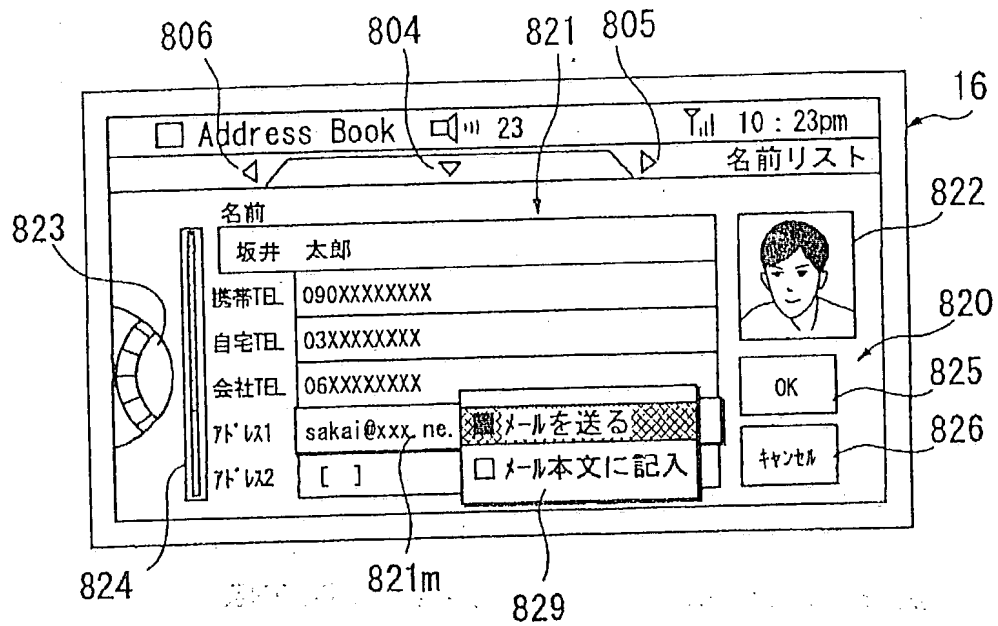 806
804
821
805
16
Address Book 23 10:23pm
名前リスト
822
823
名前
坂井 太郎
携帯TEL 090XXXXXXXX
820
自宅TEL 03XXXXXXXX
会社TEL 06XXXXXXXX
OK
825
アドレス1 sakai@xxx.ne.
メールを送る
826
キャンセル
アドレス2 [ ]
メール本文に記入
824
821m
829